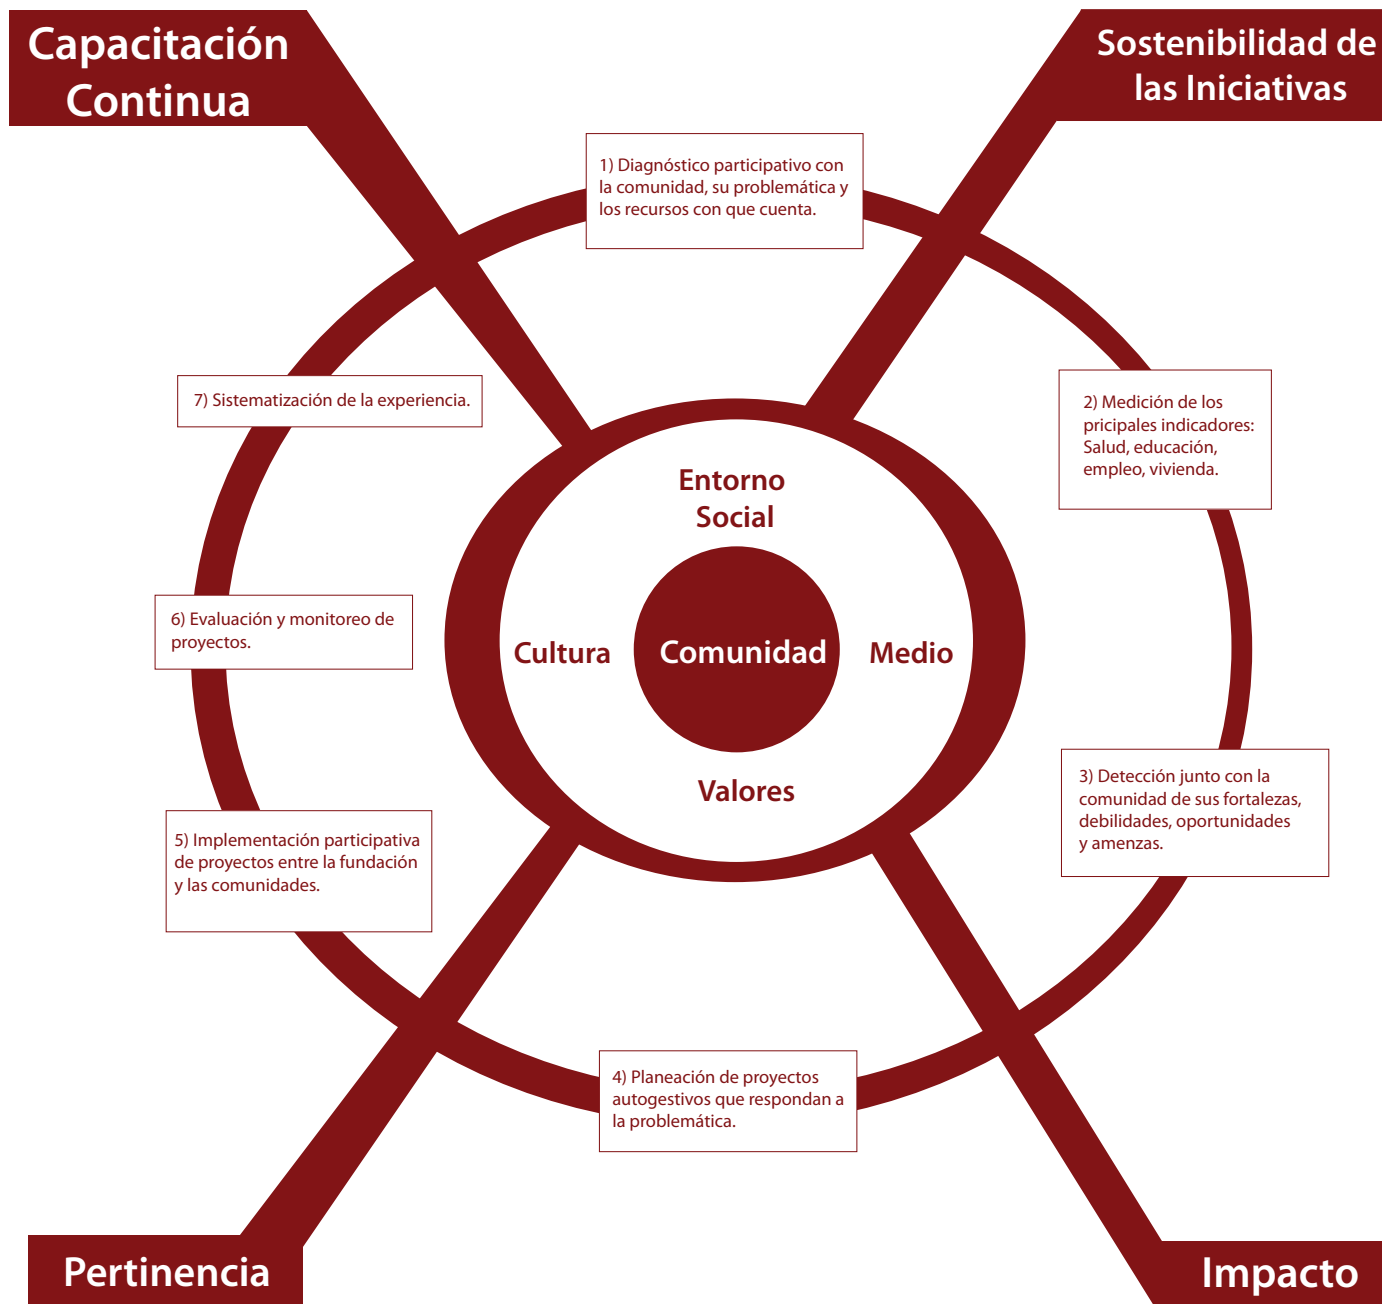 Capacitación
Continua
Sostenibilidad de
las Iniciativas
1) Diagnóstico participativo con
la comunidad, su problemática y
los recursos con que cuenta.
2) Medición de los
pricipales indicadores:
Salud, educación,
empleo, vivienda.
3) Detección junto con la
comunidad de sus fortalezas,
debilidades, oportunidades
y amenzas.
4) Planeación de proyectos
autogestivos que respondan a
la problemática.
5) Implementación participativa
de proyectos entre la fundación
y las comunidades.
6) Evaluación y monitoreo de
proyectos.
7) Sistematización de la experiencia.
Entorno
Social
Cultura
Comunidad
Medio
Valores
Pertinencia
Impacto